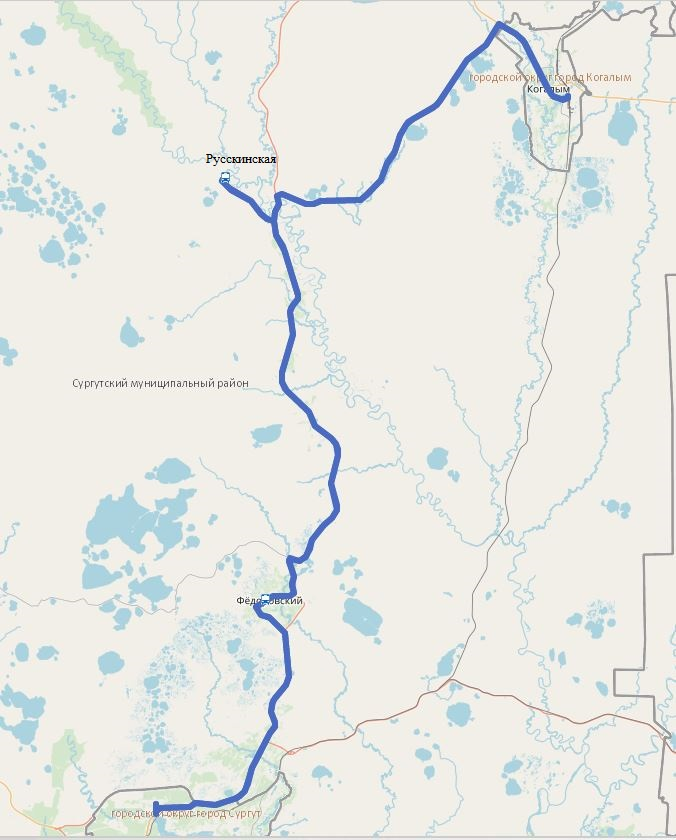 городской округ город Когалым
Когалым
Русскинская
Сургутский муниципальный район
Фёдоровский
городской округ город Сургут